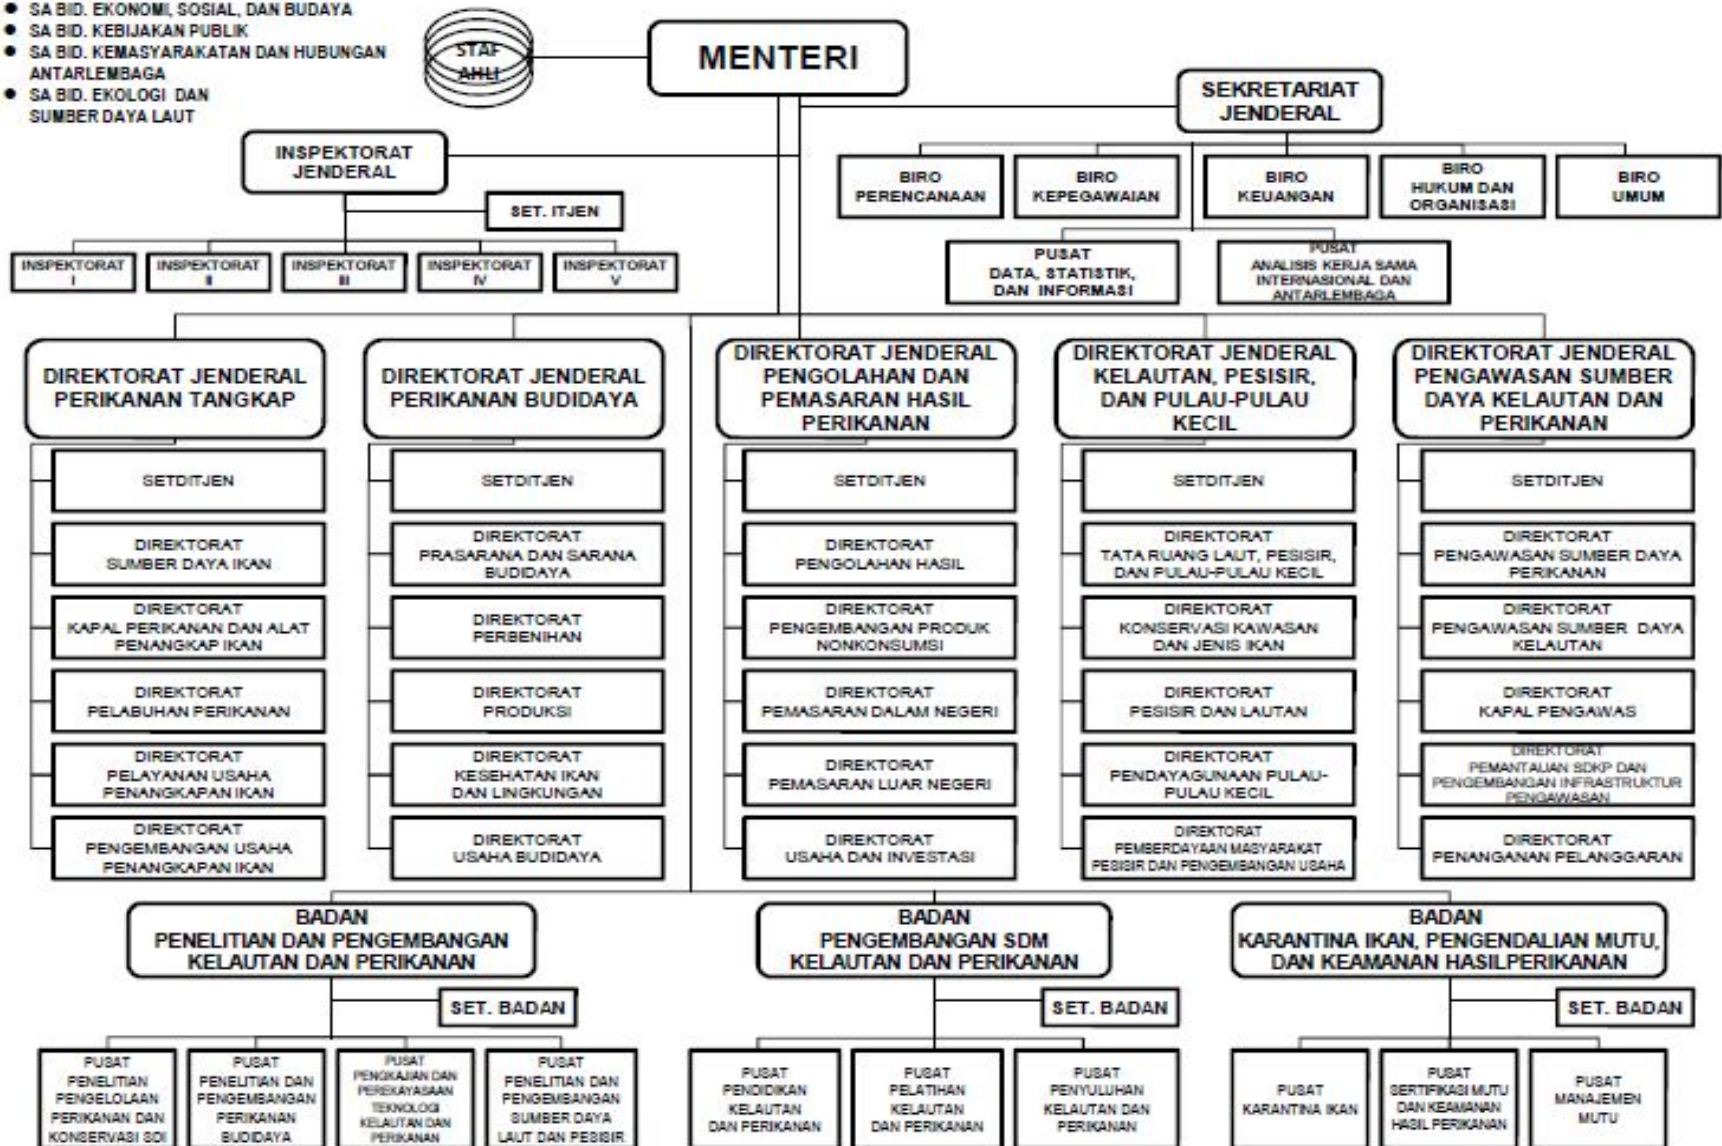 ● SA BID. EKONOMI, SOSIAL, DAN BUDAYA
● SA BID. KEBIJAKAN PUBLIK
● SA BID. KEMASYARAKATAN DAN HUBUNGAN
ANTARLEMBAGA
● SA BID. EKOLOGI DAN
SUMBER DAYA LAUT
STAF
AHLI
MENTERI
SEKRETARIAT
JENDERAL
INSPEKTORAT
JENDERAL
SET. ITJEN
INSPEKTORAT
I
INSPEKTORAT
II
INSPEKTORAT
III
INSPEKTORAT
IV
INSPEKTORAT
V
BIRO
PERENCANAAN
BIRO
KEPEGAWAIAN
BIRO
KEUANGAN
BIRO
HUKUM DAN
ORGANISASI
BIRO
UMUM
PUSAT
DATA, STATISTIK,
DAN INFORMASI
PUSAT
ANALISIS KERJA SAMA
INTERNASIONAL DAN
ANTARLEMBAGA
DIREKTORAT JENDERAL
PERIKANAN TANGKAP
SETDITJEN
DIREKTORAT
SUMBER DAYA IKAN
DIREKTORAT
KAPAL PERIKANAN DAN ALAT
PENANGKAP IKAN
DIREKTORAT
PELABUHAN PERIKANAN
DIREKTORAT
PELAYANAN USAHA
PENANGKAPAN IKAN
DIREKTORAT
PENGEMBANGAN USAHA
PENANGKAPAN IKAN
DIREKTORAT JENDERAL
PERIKANAN BUDIDAYA
SETDITJEN
DIREKTORAT
PRASARANA DAN SARANA
BUDIDAYA
DIREKTORAT
PERBENIHAN
DIREKTORAT
PRODUKSI
DIREKTORAT
KESEHATAN IKAN
DAN LINGKUNGAN
DIREKTORAT
USAHA BUDIDAYA
DIREKTORAT JENDERAL
PENGOLAHAN DAN
PEMASARAN HASIL
PERIKANAN
SETDITJEN
DIREKTORAT
PENGOLAHAN HASIL
DIREKTORAT
PENGEMBANGAN PRODUK
NONKONSUMSI
DIREKTORAT
PEMASARAN DALAM NEGERI
DIREKTORAT
PEMASARAN LUAR NEGERI
DIREKTORAT
USAHA DAN INVESTASI
DIREKTORAT JENDERAL
KELAUTAN, PESISIR,
DAN PULAU-PULAU
KECIL
SETDITJEN
DIREKTORAT
TATA RUANG LAUT, PESISIR,
DAN PULAU-PULAU KECIL
DIREKTORAT
KONSERVASI KAWASAN
DAN JENIS IKAN
DIREKTORAT
PESISIR DAN LAUTAN
DIREKTORAT
PENDAYAGUNAAN PULAU-
PULAU KECIL
DIREKTORAT
PEMBERDAYAAN MASYARAKAT
PESISIR DAN PENGEMBANGAN USAHA
DIREKTORAT JENDERAL
PENGAWASAN SUMBER
DAYA KELAUTAN DAN
PERIKANAN
SETDITJEN
DIREKTORAT
PENGAWASAN SUMBER DAYA
PERIKANAN
DIREKTORAT
PENGAWASAN SUMBER DAYA
KELAUTAN
DIREKTORAT
KAPAL PENGAWAS
DIREKTORAT
PEMANTAUAN SDKP DAN
PENGEMBANGAN INFRASTRUKTUR
PENGAWASAN
DIREKTORAT
PENANGANAN PELANGGARAN
BADAN
PENELITIAN DAN PENGEMBANGAN
KELAUTAN DAN PERIKANAN
SET. BADAN
PUSAT
PENELITIAN
PENGELOLAAN
PERIKANAN DAN
KONSERVASI SDI
PUSAT
PENELITIAN DAN
PENGEMBANGAN
PERIKANAN
BUDIDAYA
PUSAT
PENGKAJIAN DAN
PEREKAYASAAN
TEKNOLOGI
KELAUTAN DAN
PERIKANAN
PUSAT
PENELITIAN DAN
PENGEMBANGAN
SUMBER DAYA
LAUT DAN PESISIR
BADAN
PENGEMBANGAN SDM
KELAUTAN DAN PERIKANAN
SET. BADAN
PUSAT
PENDIDIKAN
KELAUTAN
DAN PERIKANAN
PUSAT
PELATIHAN
KELAUTAN
DAN PERIKANAN
PUSAT
PENYULUHAN
KELAUTAN DAN
PERIKANAN
BADAN
KARANTINA IKAN, PENGENDALIAN MUTU,
DAN KEAMANAN HASILPERIKANAN
SET. BADAN
PUSAT
KARANTINA IKAN
PUSAT
SERTIFIKASI MUTU
DAN KEAMANAN
HASIL PERIKANAN
PUSAT
MANAJEMEN
MUTU